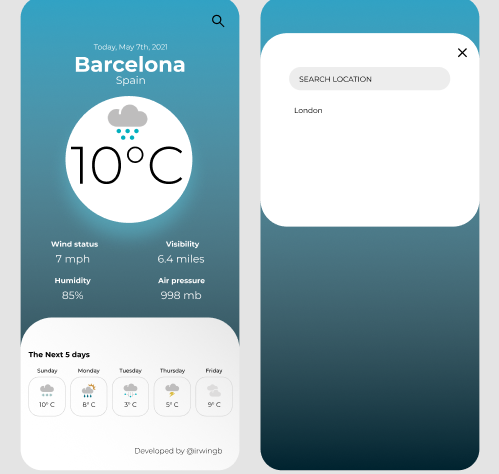 Today, May 7th, 2021
Barcelona
Spain
10°C
Wind status
Visibility
7 mph
6.4 miles
Humidity
Air pressure
85%
998 mb
The Next 5 days
Sunday
Monday
Tuesday
Thursday
Friday
10° C
8° C
3° C
5° C
9° C
Developed by @irwingb
SEARCH LOCATION
London